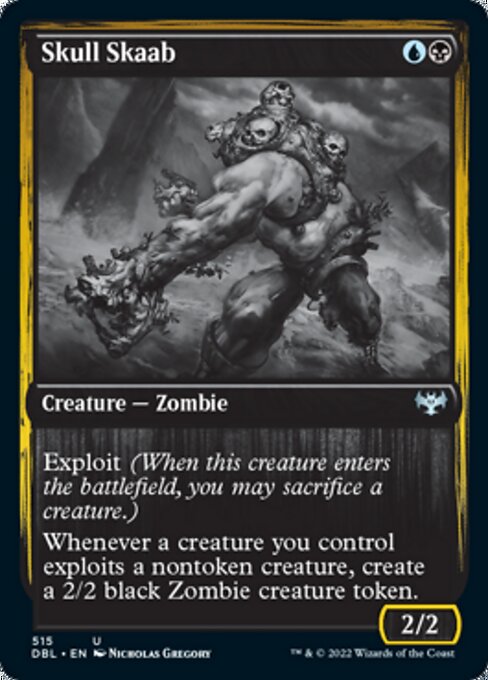 Skull Skaab
Creature — Zombie
Exploit (When this creature enters
the battlefield, you may sacrifice a
creature.)
Whenever a creature you control
exploits a nontoken creature, create
a 2/2 black Zombie creature token.
2/2
515 U
DBL • EN Nicholas Gregory
™ & © 2022 Wizards of the Coast